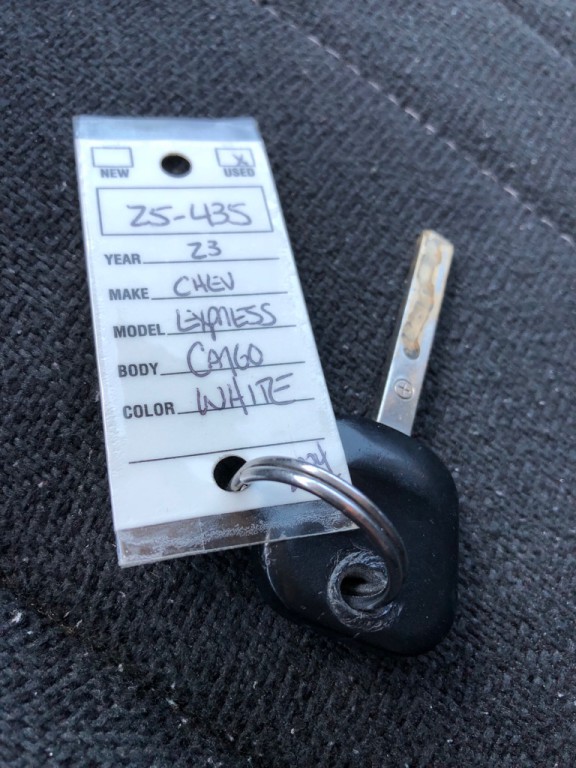 NEW X USED
25-435
YEAR 23
MAKE CHEV
MODEL EXPRESS
BODY CARGO
COLOR WHITE